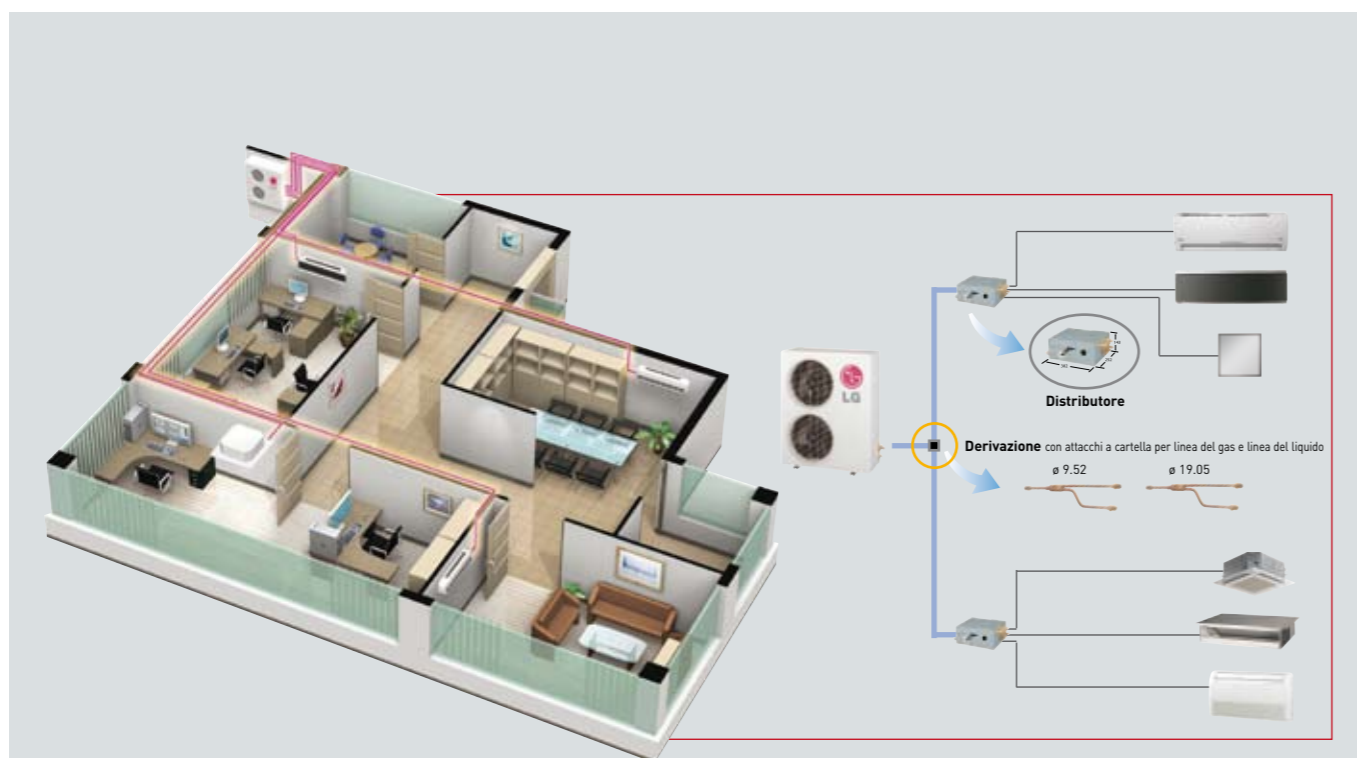 LG
Distributore
Derivazione con attacchi a cartella per linea del gas e linea del liquido
ø 9.52 ø 19.05